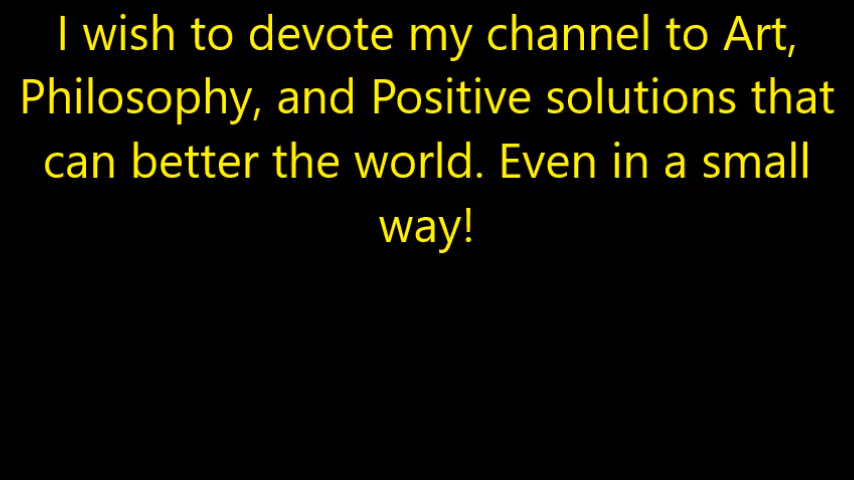 I wish to devote my channel to Art,
Philosophy, and Positive solutions that
can better the world. Even in a small
way!